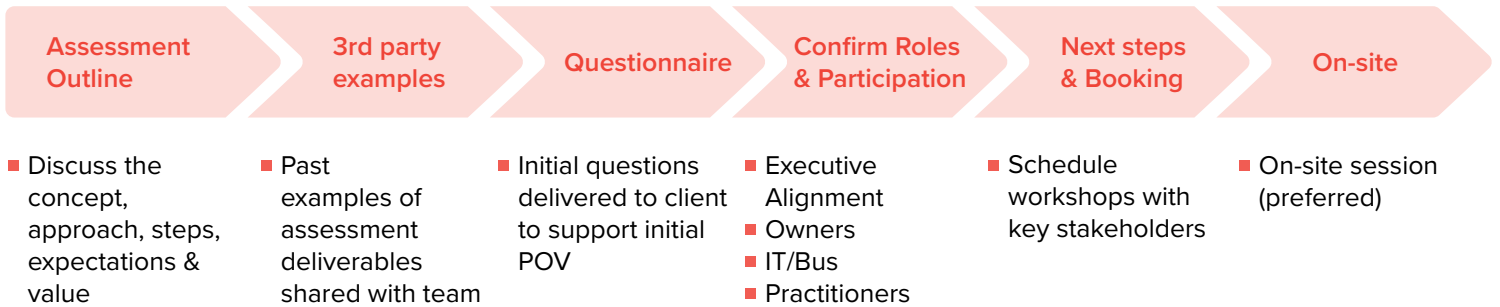 Assessment
Outline
3rd party
examples
Questionnaire
Confirm Roles
& Participation
Next steps
& Booking
On-site
Discuss the
concept,
approach, steps,
expectations &
value
Past
examples of
assessment
deliverables
shared with team
Initial questions
delivered to client
to support initial
POV
Executive
Alignment
Owners
IT/Bus
Practitioners
Schedule
workshops with
key stakeholders
On-site session
(preferred)